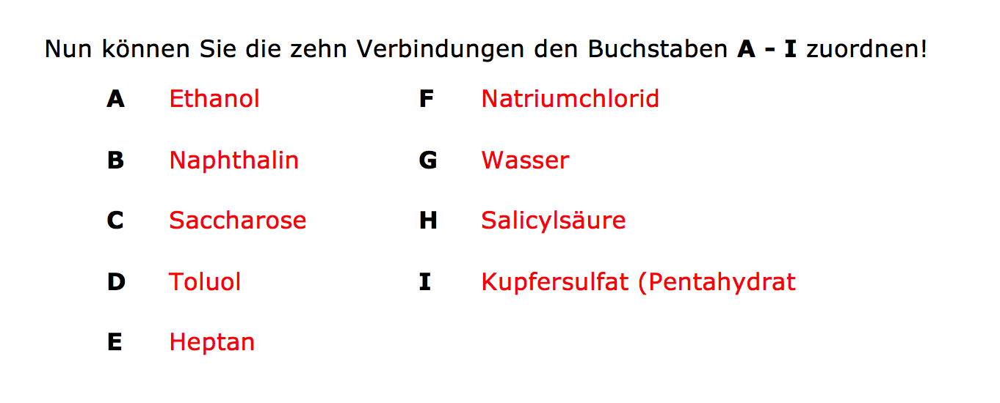 Nun können Sie die zehn Verbindungen den Buchstaben A - I zuordnen!
A Ethanol F Natriumchlorid
B Naphthalin G Wasser
C Saccharose H Salicylsäure
D Toluol I Kupfersulfat (Pentahydrat
E Heptan